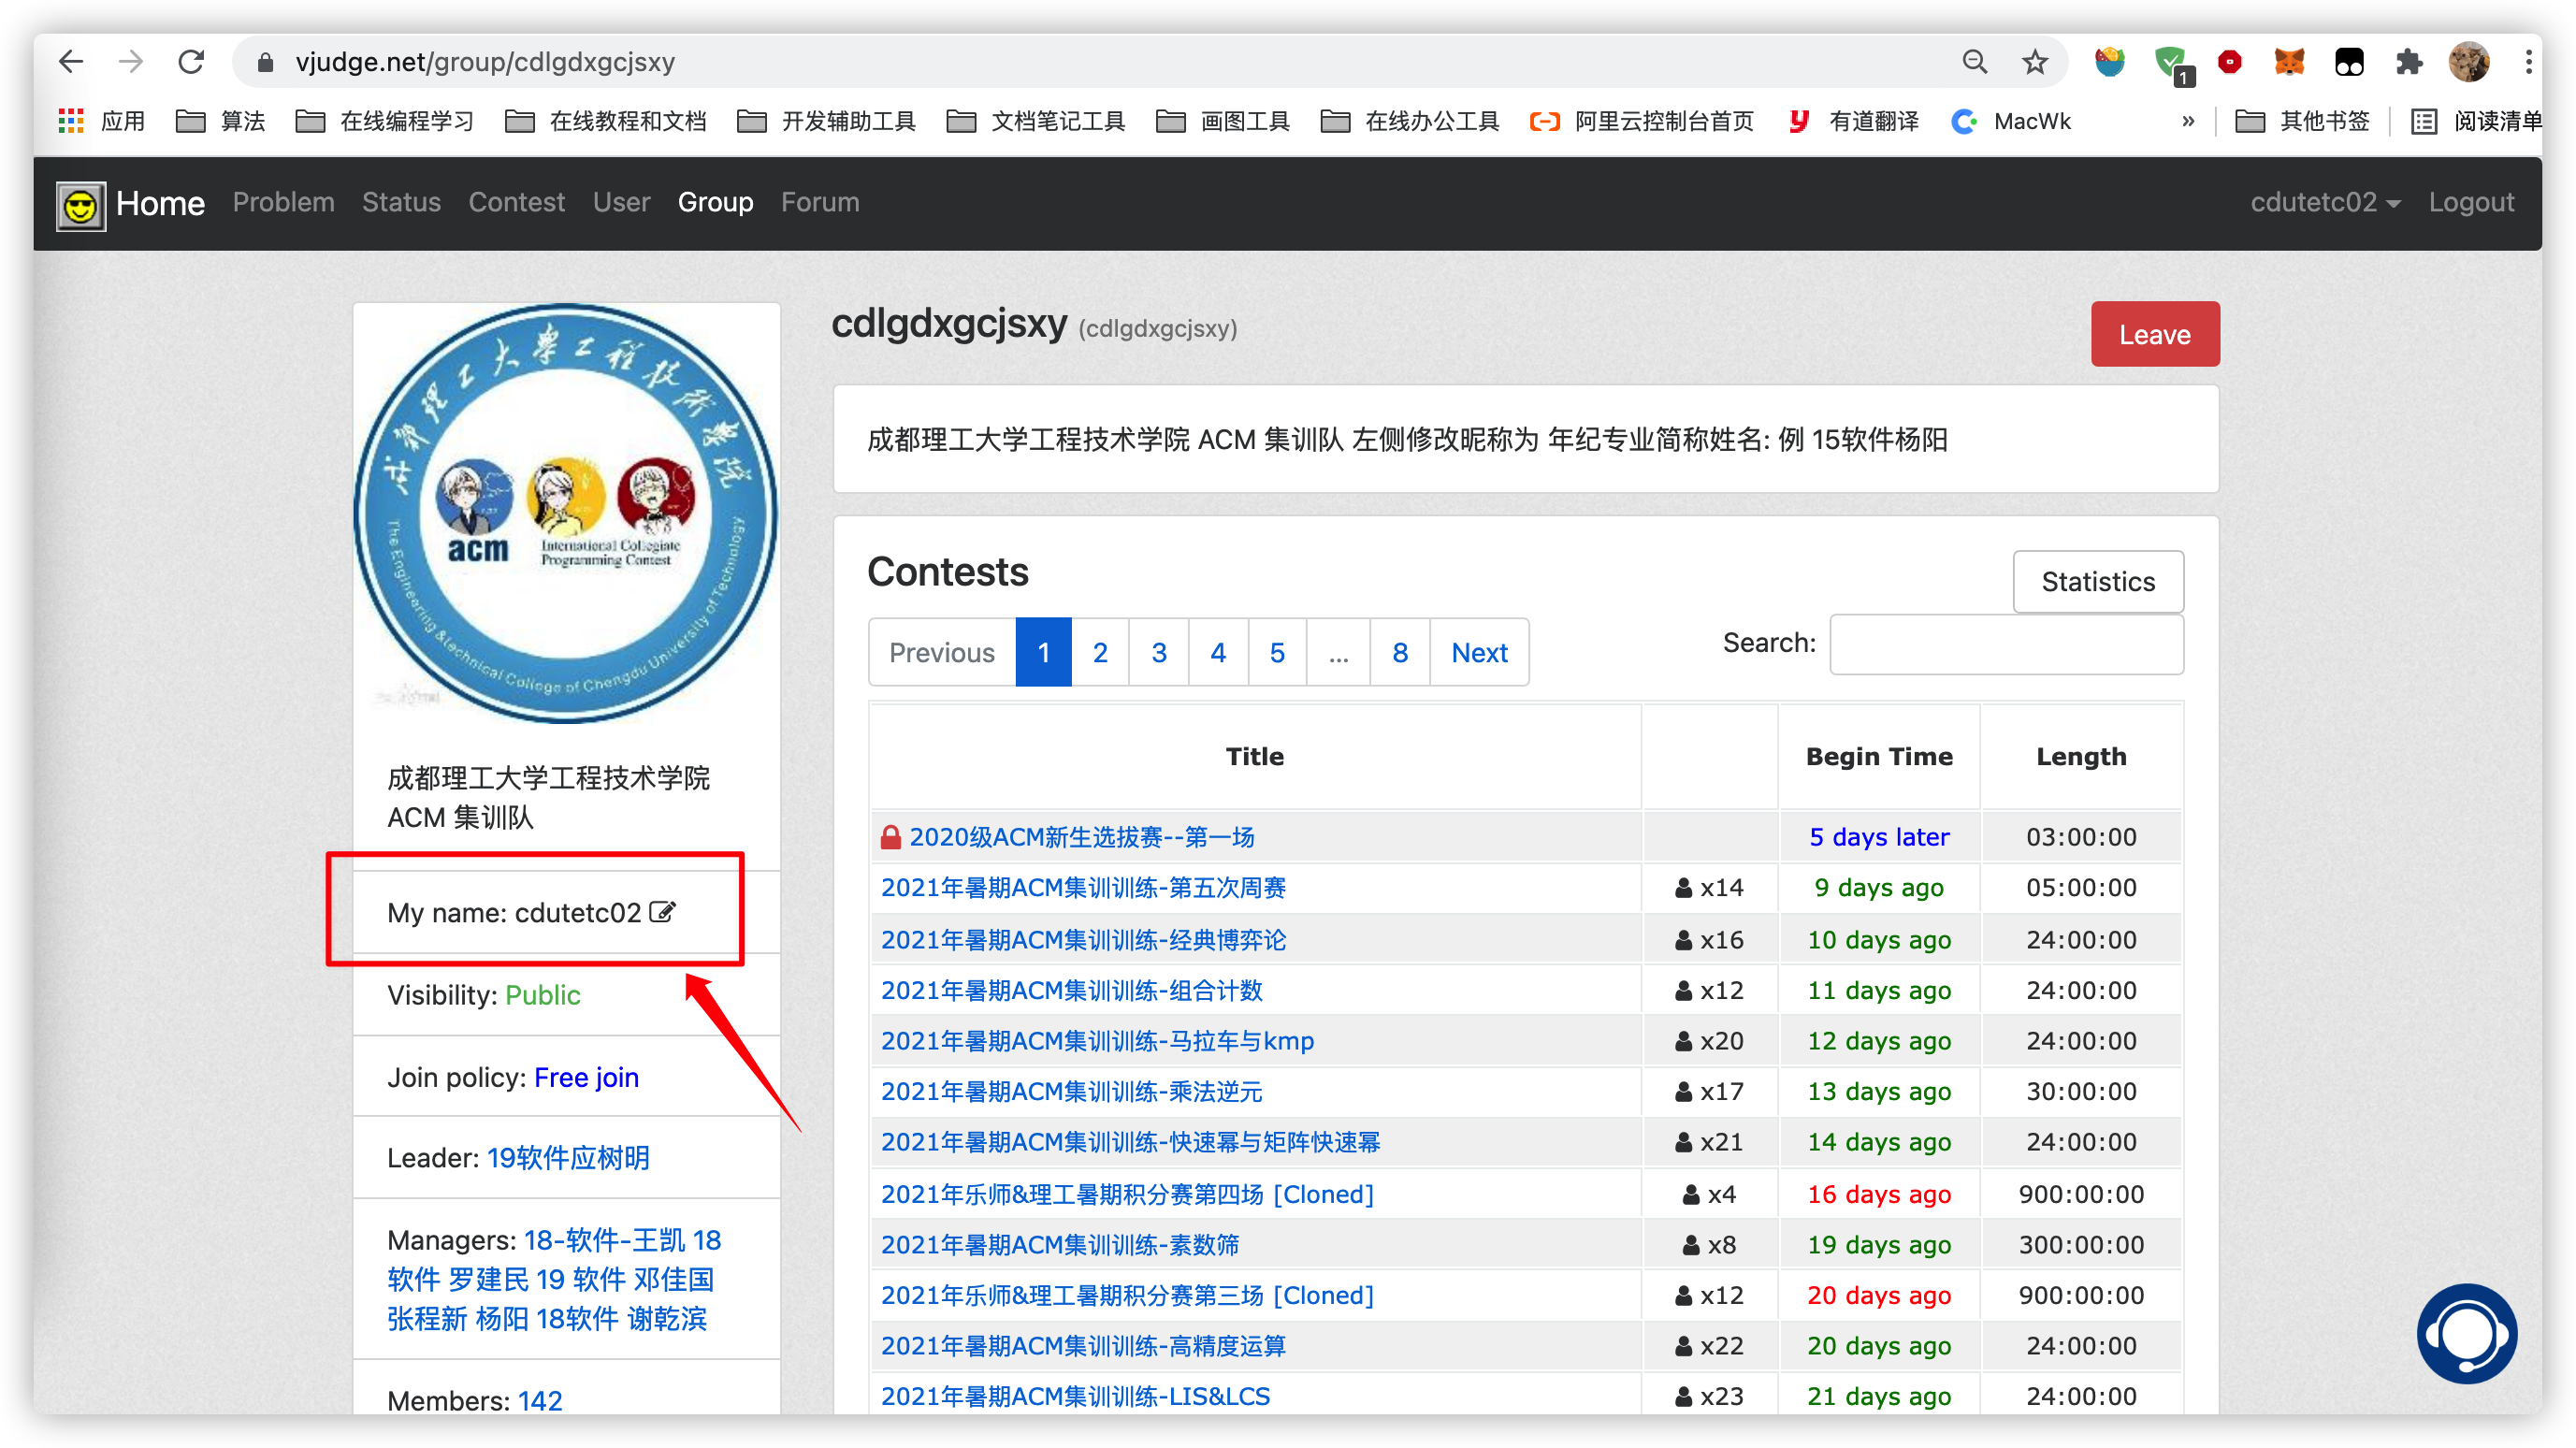 vjudge.net/group/cdlgdxgcjsxy
1
应用 算法 在线编程学习 在线教程和文档 开发辅助工具 文档笔记工具 画图工具 在线办公工具 阿里云控制台首页 有道翻译 MacWk » 其他书签 阅读清单
Home Problem Status Contest User Group Forum cdutetc02 Logout
成都理工大学工程技术学院
acm International Collegiate
Programming Contest
The Engineering &technical College of Chengdu University of Technology
成都理工大学工程技术学院
ACM 集训队
My name: cdutetc02
Visibility: Public
Join policy: Free join
Leader: 19软件应树明
Managers: 18-软件-王凯 18
软件 罗建民 19 软件 邓佳国
张程新 杨阳 18软件 谢乾滨
Members: 142
cdlgdxgcjsxy (cdlgdxgcjsxy)
Leave
成都理工大学工程技术学院 ACM 集训队 左侧修改昵称为 年纪专业简称姓名: 例 15软件杨阳
Contests
Statistics
Previous 1 2 3 4 5 ... 8 Next
Search:
Title Begin Time Length
2020级ACM新生选拔赛--第一场 5 days later 03:00:00
2021年暑期ACM集训训练-第五次周赛 x14 9 days ago 05:00:00
2021年暑期ACM集训训练-经典博弈论 x16 10 days ago 24:00:00
2021年暑期ACM集训训练-组合计数 x12 11 days ago 24:00:00
2021年暑期ACM集训训练-马拉车与kmp x20 12 days ago 24:00:00
2021年暑期ACM集训训练-乘法逆元 x17 13 days ago 30:00:00
2021年暑期ACM集训训练-快速幂与矩阵快速幂 x21 14 days ago 24:00:00
2021年乐师&理工暑期积分赛第四场 [Cloned] x4 16 days ago 900:00:00
2021年暑期ACM集训训练-素数筛 x8 19 days ago 300:00:00
2021年乐师&理工暑期积分赛第三场 [Cloned] x12 20 days ago 900:00:00
2021年暑期ACM集训训练-高精度运算 x22 20 days ago 24:00:00
2021年暑期ACM集训训练-LIS&LCS x23 21 days ago 24:00:00